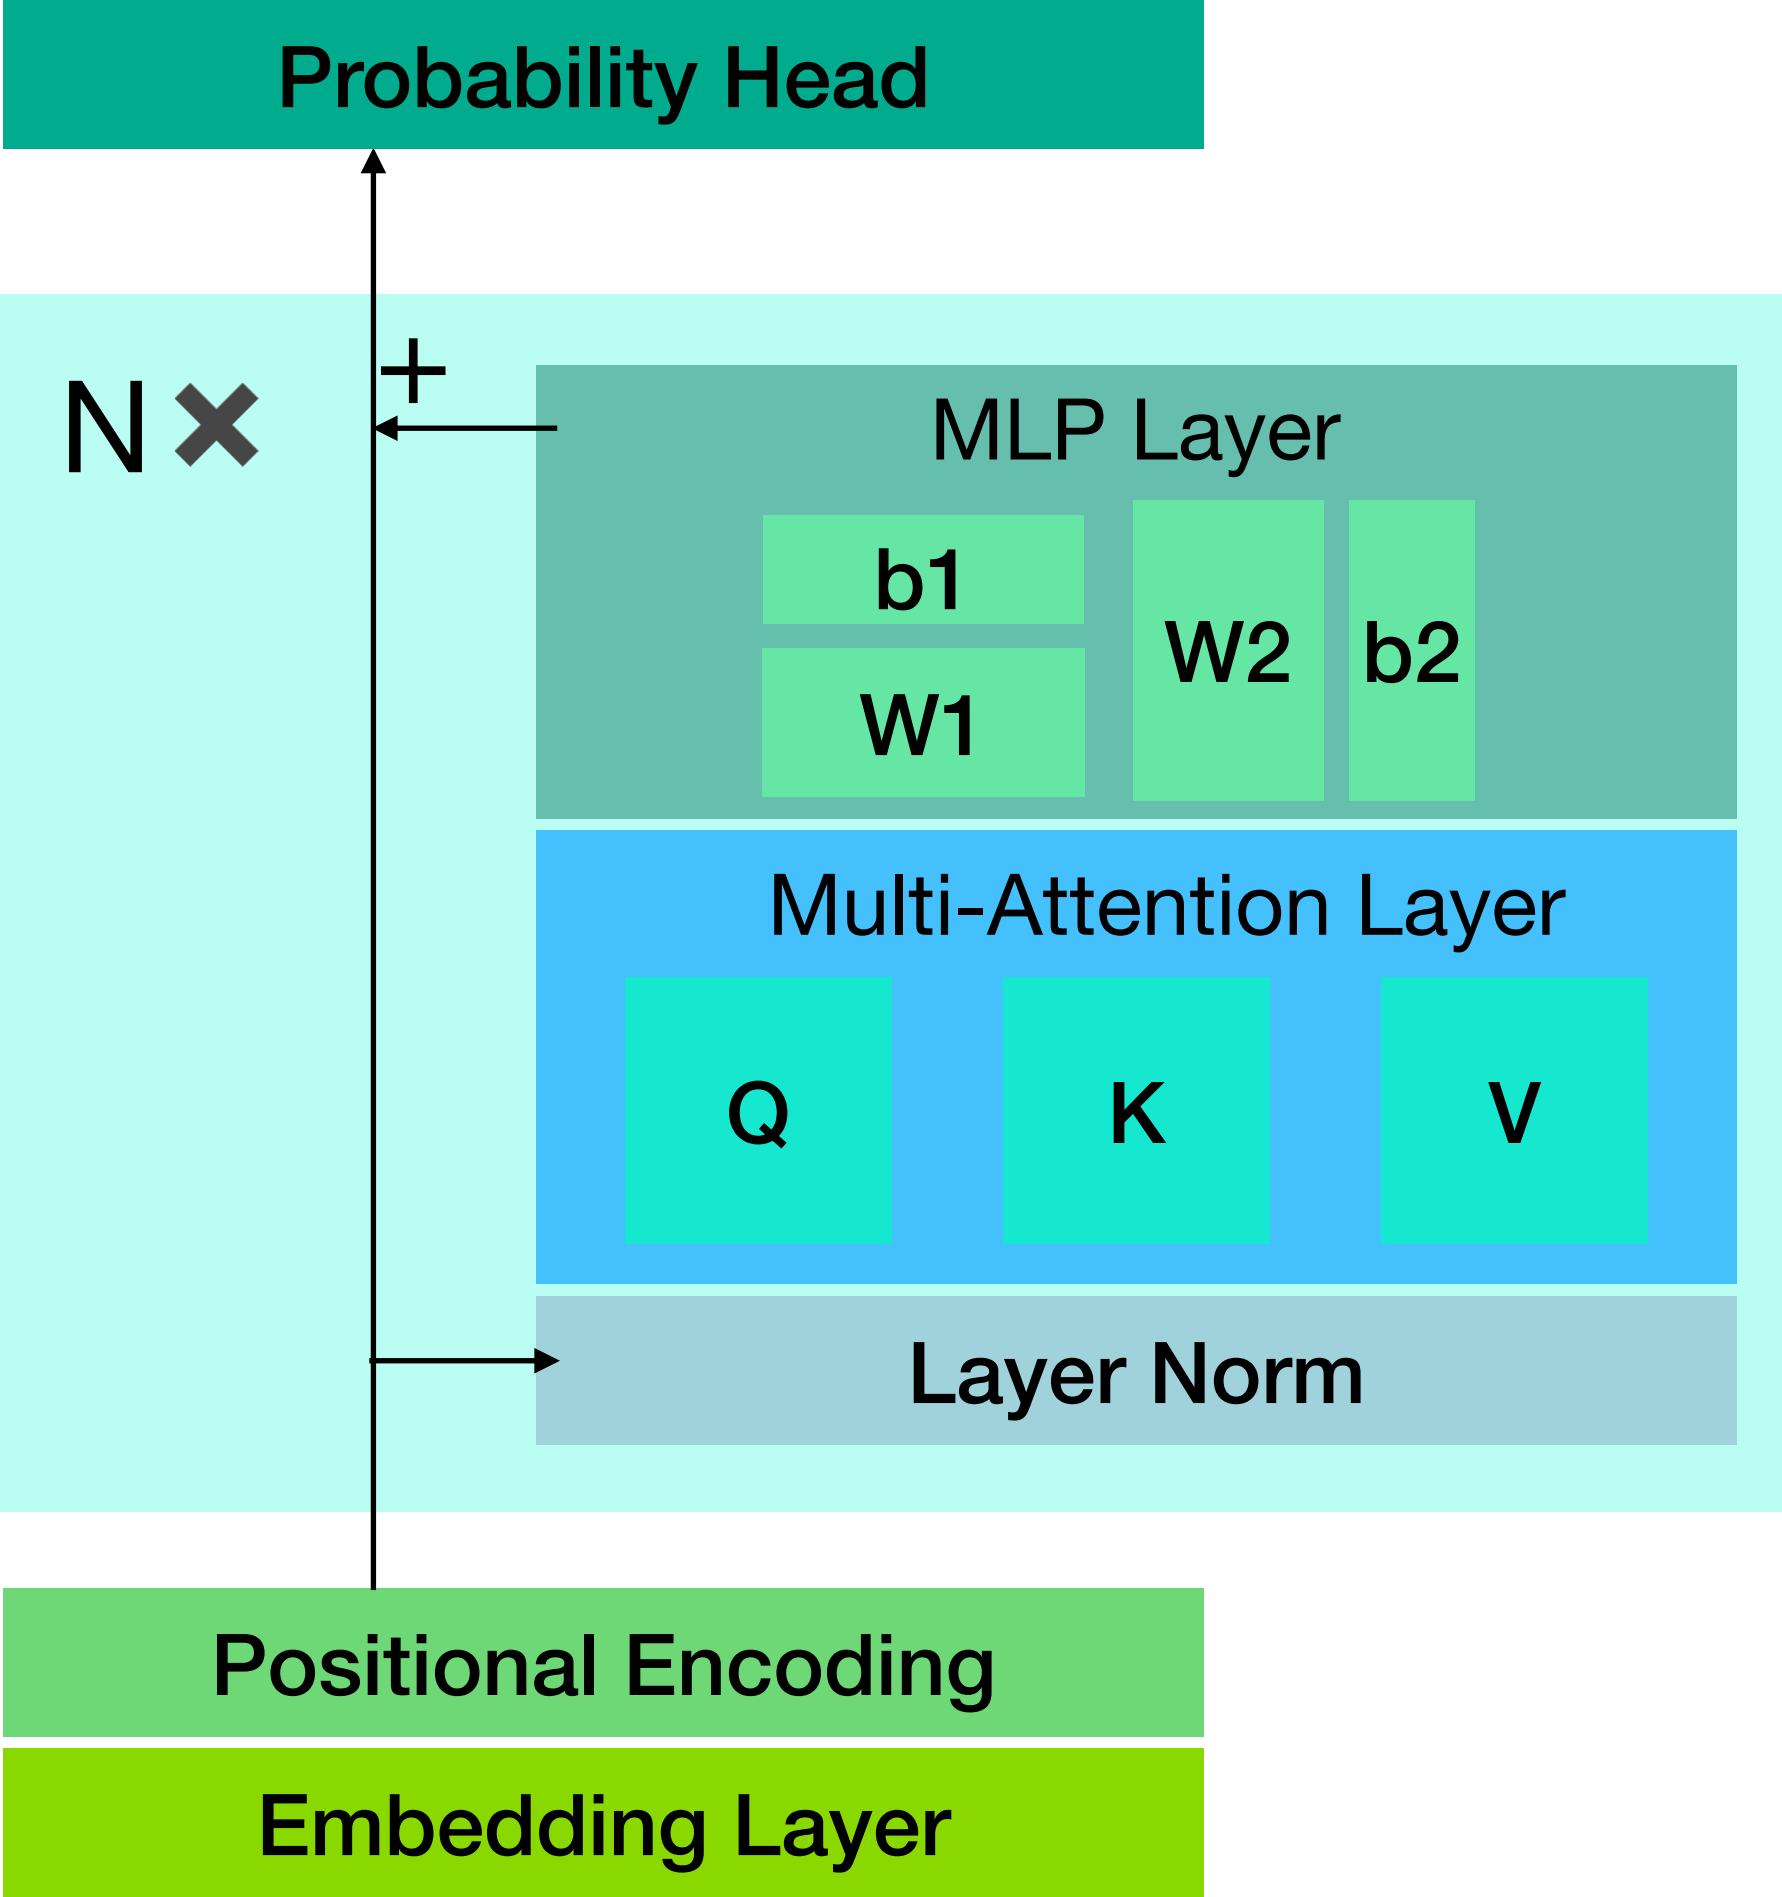 Probability Head
N ✖
+
MLP Layer
b1
W1
W2
b2
Multi-Attention Layer
Q
K
V
Layer Norm
Positional Encoding
Embedding Layer